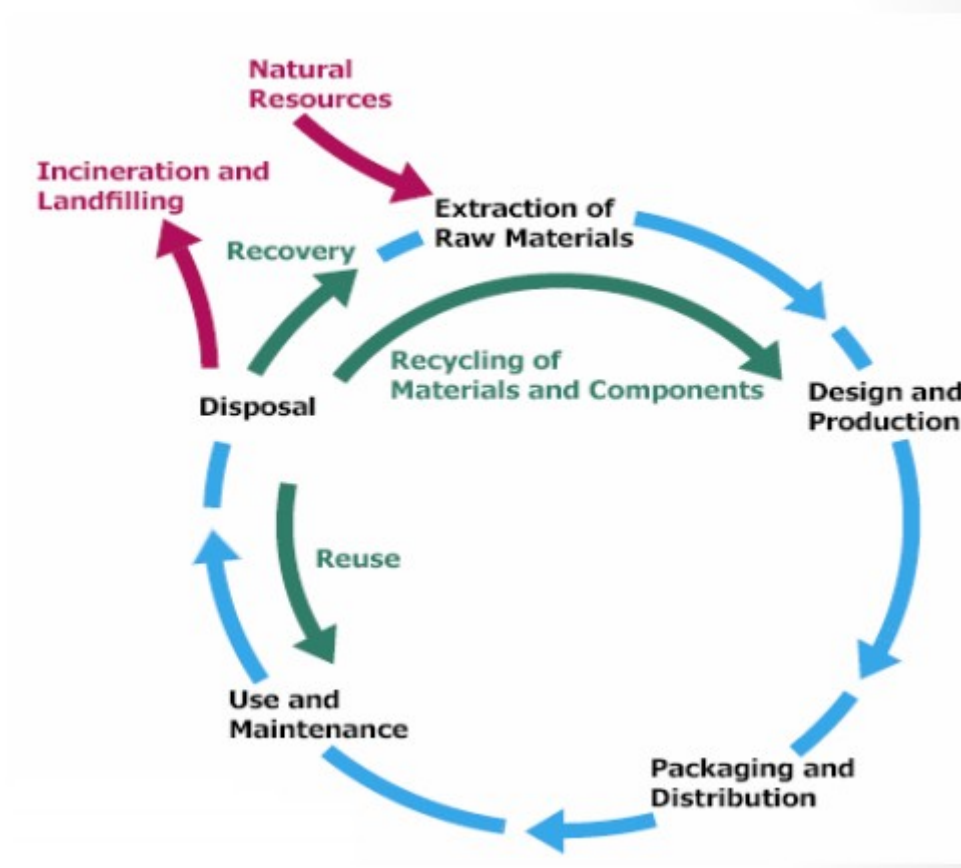 Natural
Resources
Incineration and
Landfilling
Extraction of
Raw Materials
Recovery
Recycling of
Materials and Components
Disposal
Design and
Production
Reuse
Use and
Maintenance
Packaging and
Distribution